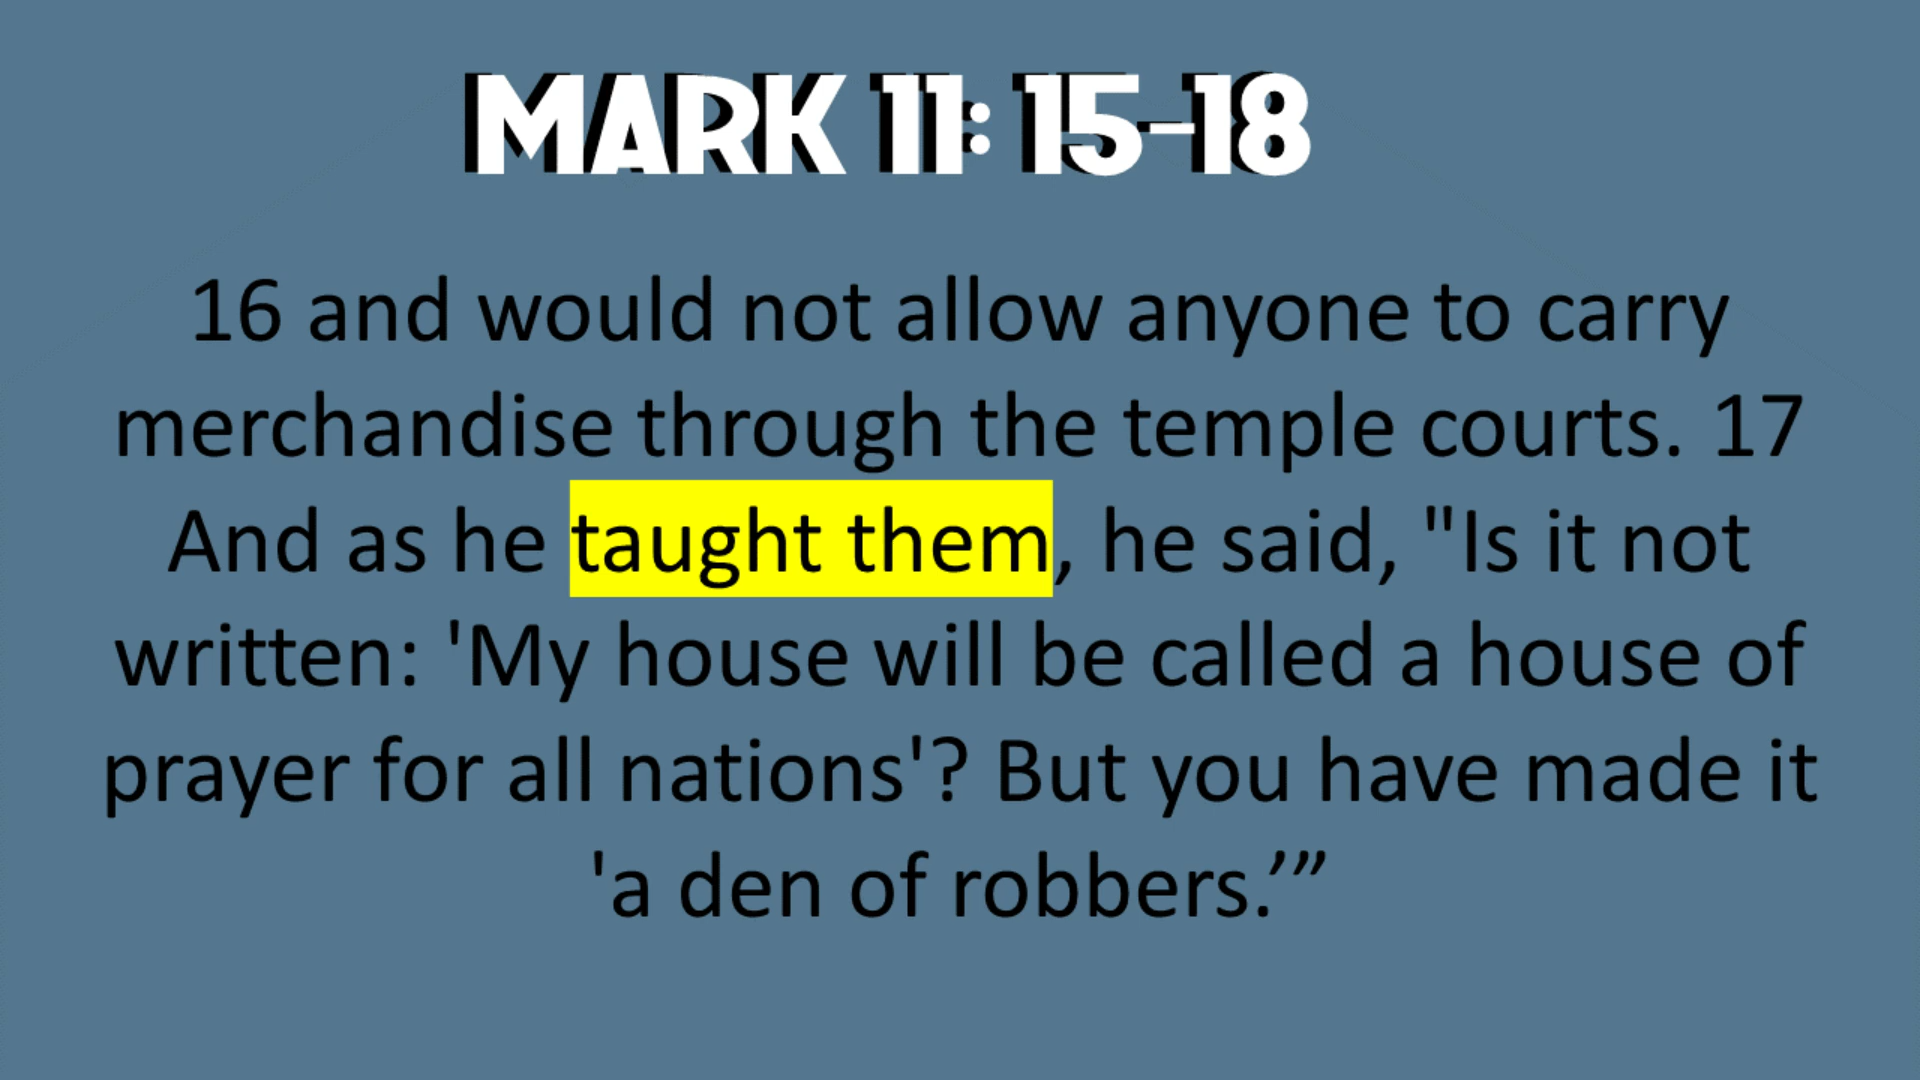 MARK 11: 15-18
16 and would not allow anyone to carry
merchandise through the temple courts. 17
And as he taught them, he said, "Is it not
written: 'My house will be called a house of
prayer for all nations'? But you have made it
'a den of robbers.’”